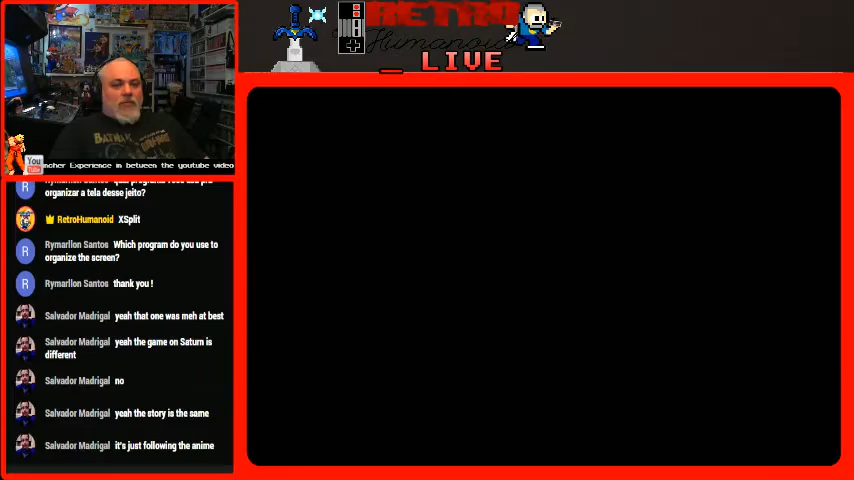 RETRO
Humanoid
_ LIVE
BATMAN
You
Tube
mcher Experience in between the youtube video
organizar a tela desse jeito?
RetroHumanoid XSplit
Rymarllon Santos Which program do you use to
organize the screen?
Rymarllon Santos thank you !
Salvador Madrigal yeah that one was meh at best
Salvador Madrigal yeah the game on Saturn is
different
Salvador Madrigal no
Salvador Madrigal yeah the story is the same
Salvador Madrigal it's just following the anime
R
R
R